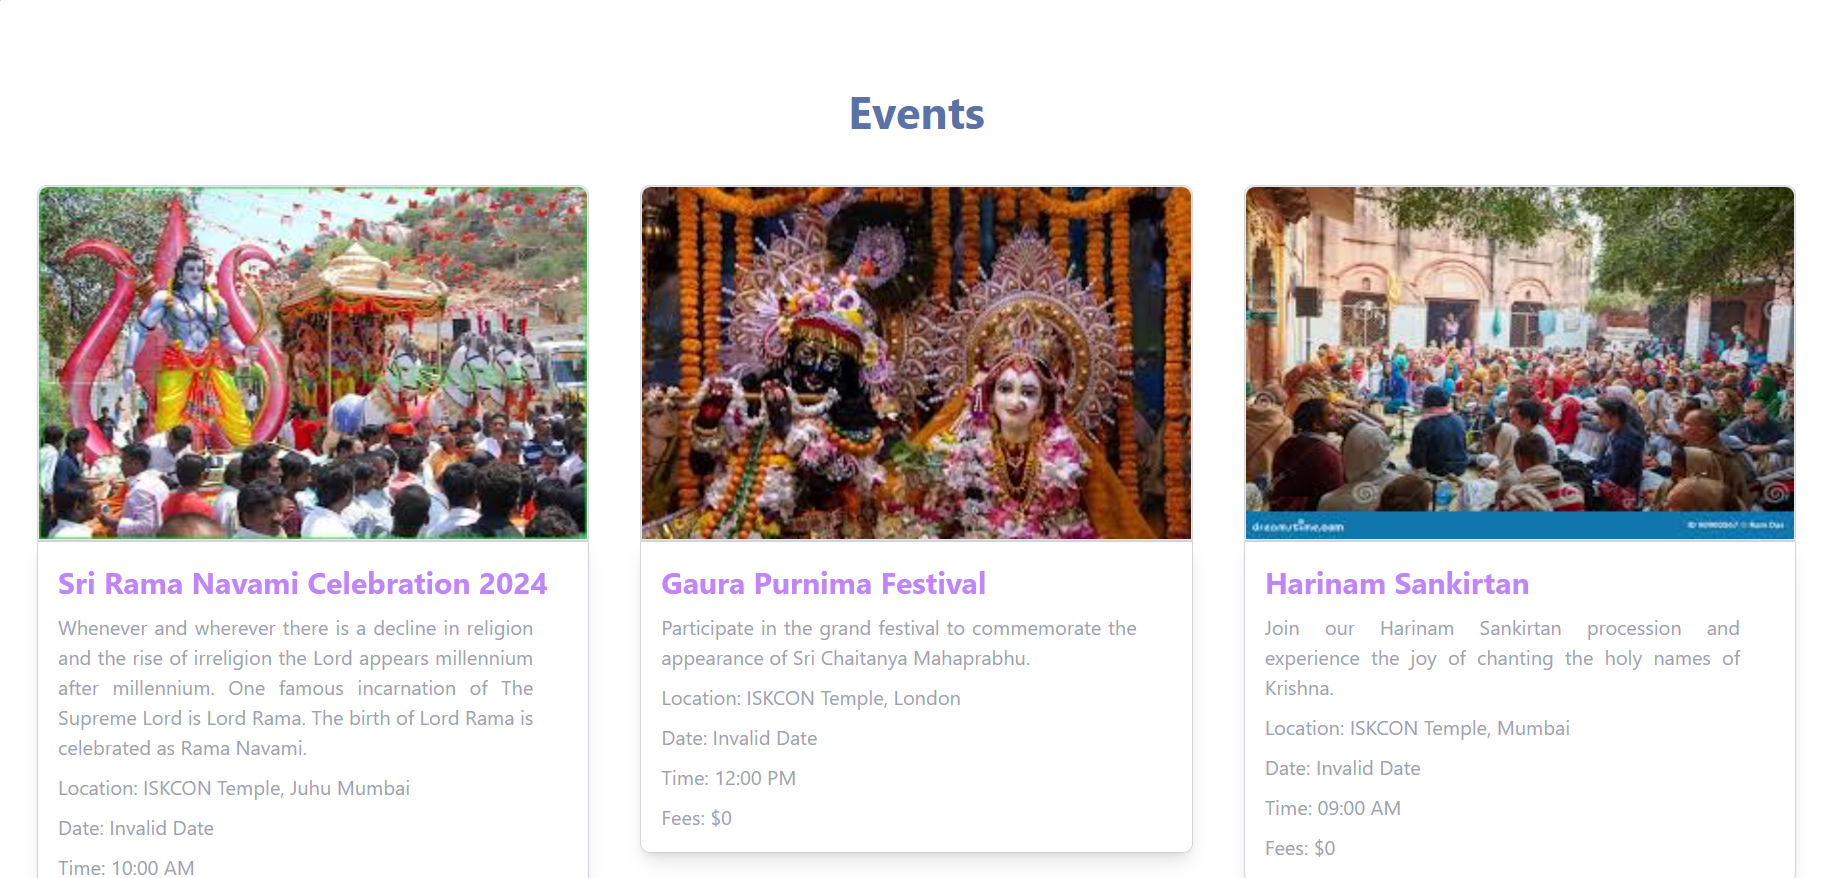 Events
Sri Rama Navami Celebration 2024
Whenever and wherever there is a decline in religion
and the rise of irreligion the Lord appears millennium
after millennium. One famous incarnation of The
Supreme Lord is Lord Rama. The birth of Lord Rama is
celebrated as Rama Navami.
Location: ISKCON Temple, Juhu Mumbai
Date: Invalid Date
Time: 10:00 AM
Gaura Purnima Festival
Participate in the grand festival to commemorate the
appearance of Sri Chaitanya Mahaprabhu.
Location: ISKCON Temple, London
Date: Invalid Date
Time: 12:00 PM
Fees: $0
dreamstime.com
Harinam Sankirtan
Join our Harinam Sankirtan procession and
experience the joy of chanting the holy names of
Krishna.
Location: ISKCON Temple, Mumbai
Date: Invalid Date
Time: 09:00 AM
Fees: $0